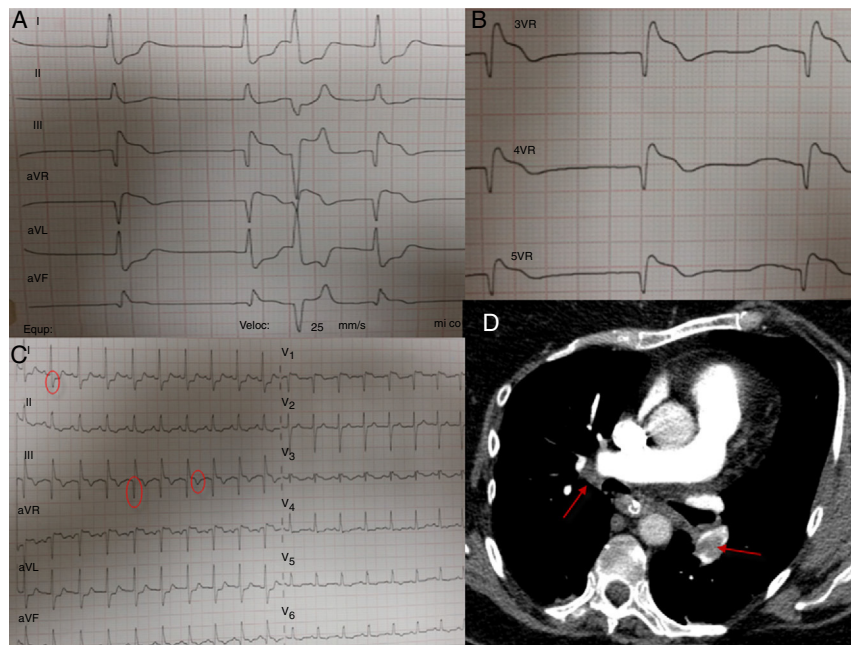 A
I
II
III
aVR
aVL
aVF
Equp:
Veloc: 25 mm/s
mi co
B
3VR
4VR
5VR
C
I
II
III
aVR
aVL
aVF
V1
V2
V3
V4
V5
V6
D